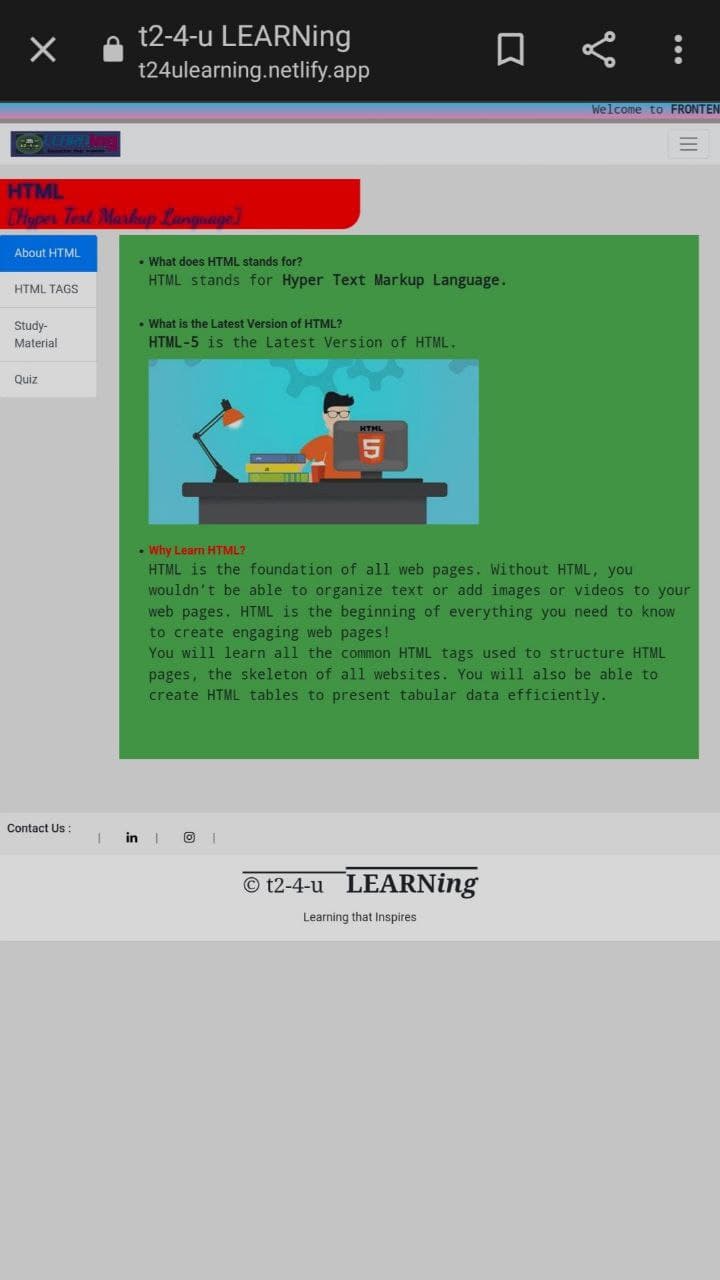 t2-4-u LEARNing
t24ulearning.netlify.app
Welcome to FRONTEN
LEARNing
HTML
[Hyper Text Markup Language]
About HTML
HTML TAGS
Study-
Material
Quiz
• What does HTML stands for?
HTML stands for Hyper Text Markup Language.
• What is the Latest Version of HTML?
HTML-5 is the Latest Version of HTML.
HTML
5
• Why Learn HTML?
HTML is the foundation of all web pages. Without HTML, you
wouldn't be able to organize text or add images or videos to your
web pages. HTML is the beginning of everything you need to know
to create engaging web pages!
You will learn all the common HTML tags used to structure HTML
pages, the skeleton of all websites. You will also be able to
create HTML tables to present tabular data efficiently.
Contact Us :
| in | |
© t2-4-u LEARNing
Learning that Inspires